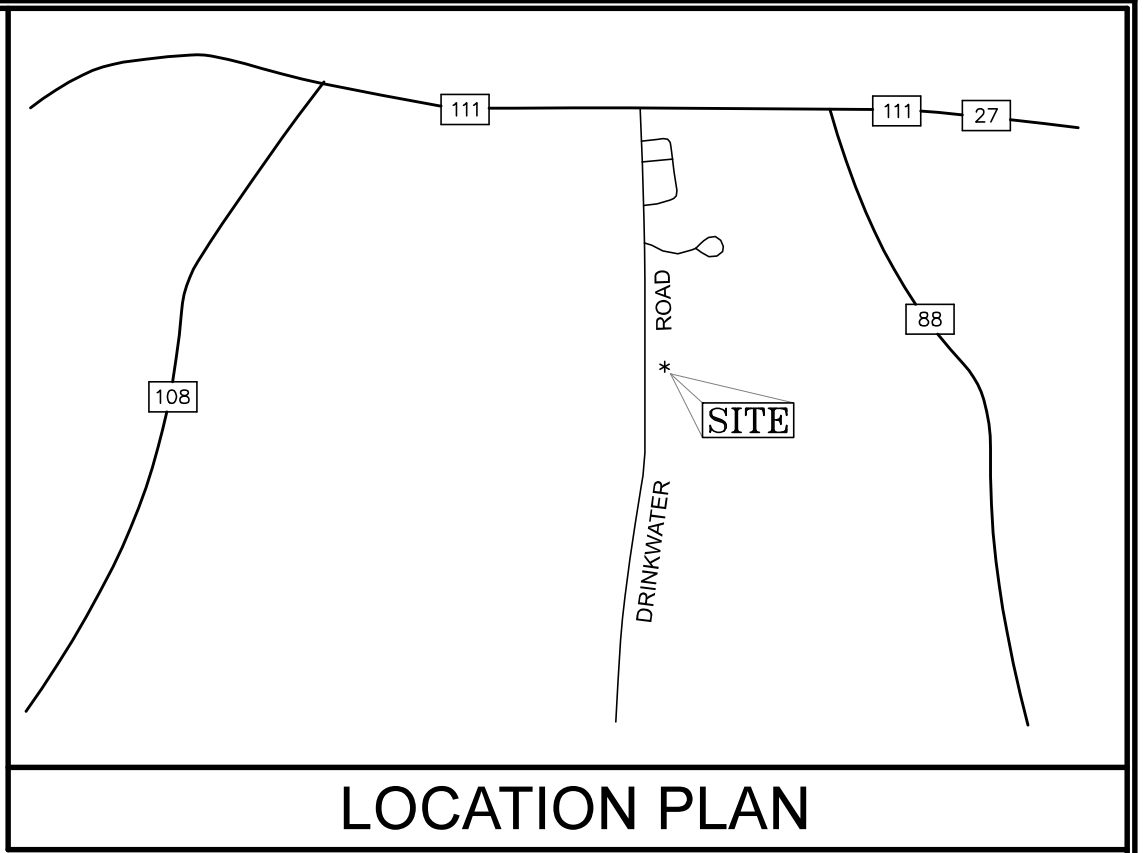 111
111
27
ROAD
88
*
108
SITE
DRINKWATER
LOCATION PLAN